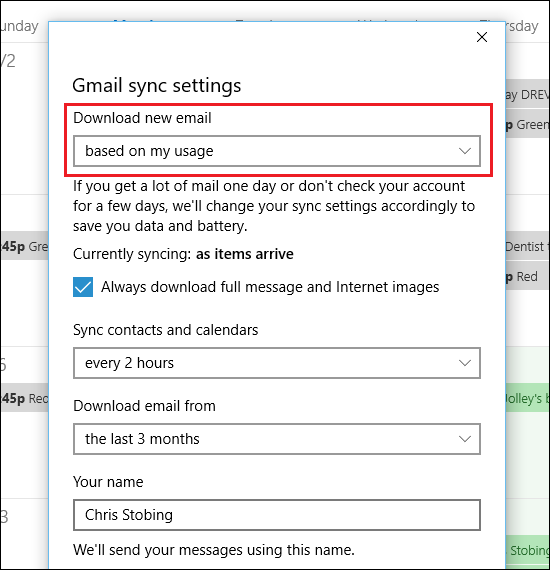 unday
Thursday
/2
Gmail sync settings
Download new email
ay DREV
p Green
based on my usage
If you get a lot of mail one day or don't check your account
for a few days, we'll change your sync settings accordingly to
save you data and battery.
:45p Gre
Dentist t
Currently syncing: as items arrive
p Red
Always download full message and Internet images
Sync contacts and calendars
every 2 hours
:45p Red
Jolley's b
Download email from
the last 3 months
Your name
Chris Stobing
3
We'll send your messages using this name.
Stobing